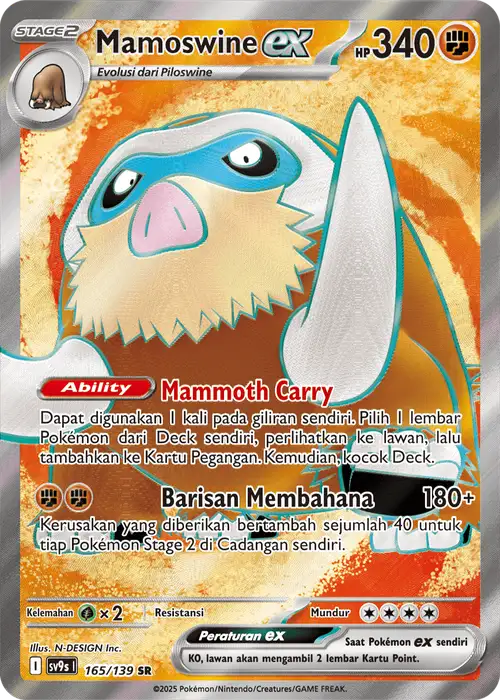 STAGE2 Mamoswine ex HP 340
Evolusi dari Piloswine
Ability Mammoth Carry
Dapat digunakan 1 kali pada giliran sendiri. Pilih 1 lembar
Pokémon dari Deck sendiri, perlihatkan ke lawan, lalu
tambahkan ke Kartu Pegangan. Kemudian, kocok Deck.
Barisan Membahana 180+
Kerusakan yang diberikan bertambah sejumlah 40 untuk
tiap Pokémon Stage 2 di Cadangan sendiri.
Kelemahan ×2 Resistansi Mundur
Peraturan ex Saat Pokémon ex sendiri
KO, lawan akan mengambil 2 lembar Kartu Point.
Illus. N-DESIGN Inc.
I sv9s I 165/139 SR
©2025 Pokémon/Nintendo/Creatures/GAME FREAK.